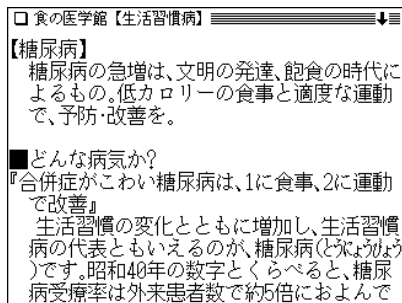 食の医学館【生活習慣病】
【糖尿病】
糖尿病の急増は、文明の発達、飽食の時代に
よるもの。低カロリーの食事と適度な運動
で、予防･改善を。
■どんな病気か?
『合併症がこわい糖尿病は、1に食事、2に運動
で改善』
生活習慣の変化とともに増加し、生活習慣
病の代表ともいえるのが、糖尿病(とうにょうびょう
)です。昭和40年の数字とくらべると、糖尿
病受療率は外来患者数で約5倍におよんで